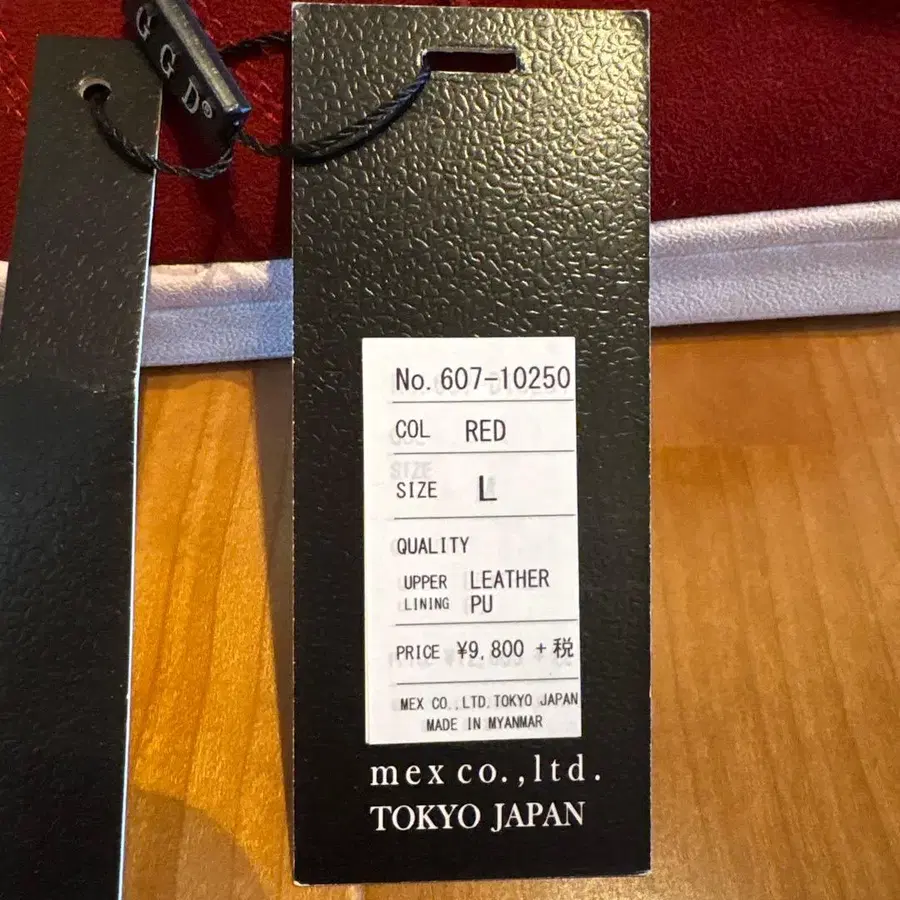 GGD®
No. 607-10250
COL RED
SIZE L
QUALITY
UPPER LEATHER
LINING PU
PRICE ¥9,800 + 税
MEX CO.,LTD.TOKYO JAPAN
MADE IN MYANMAR
mex co.,ltd.
TOKYO JAPAN